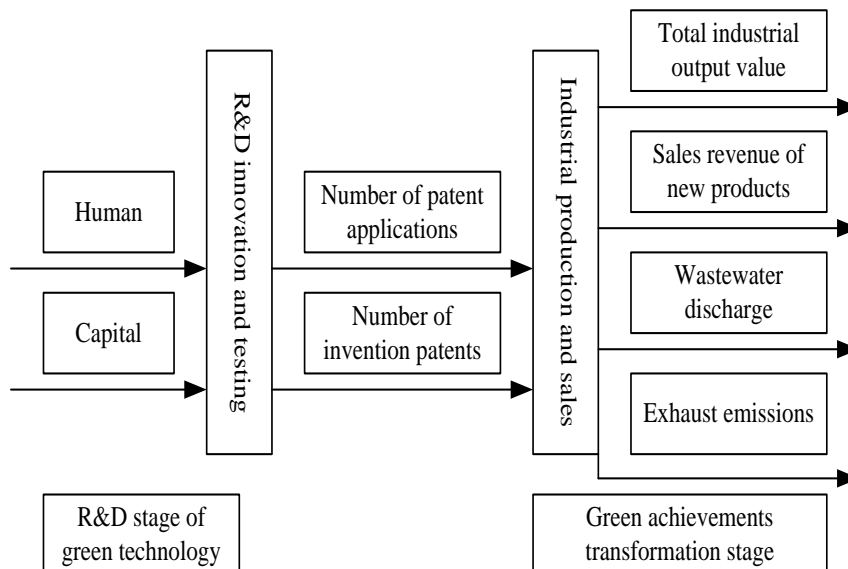 Human
Capital
R&D innovation and testing
Number of patent
applications
Number of
invention patents
Industrial production and sales
Total industrial
output value
Sales revenue of
new products
Wastewater
discharge
Exhaust emissions
R&D stage of
green technology
Green achievements
transformation stage